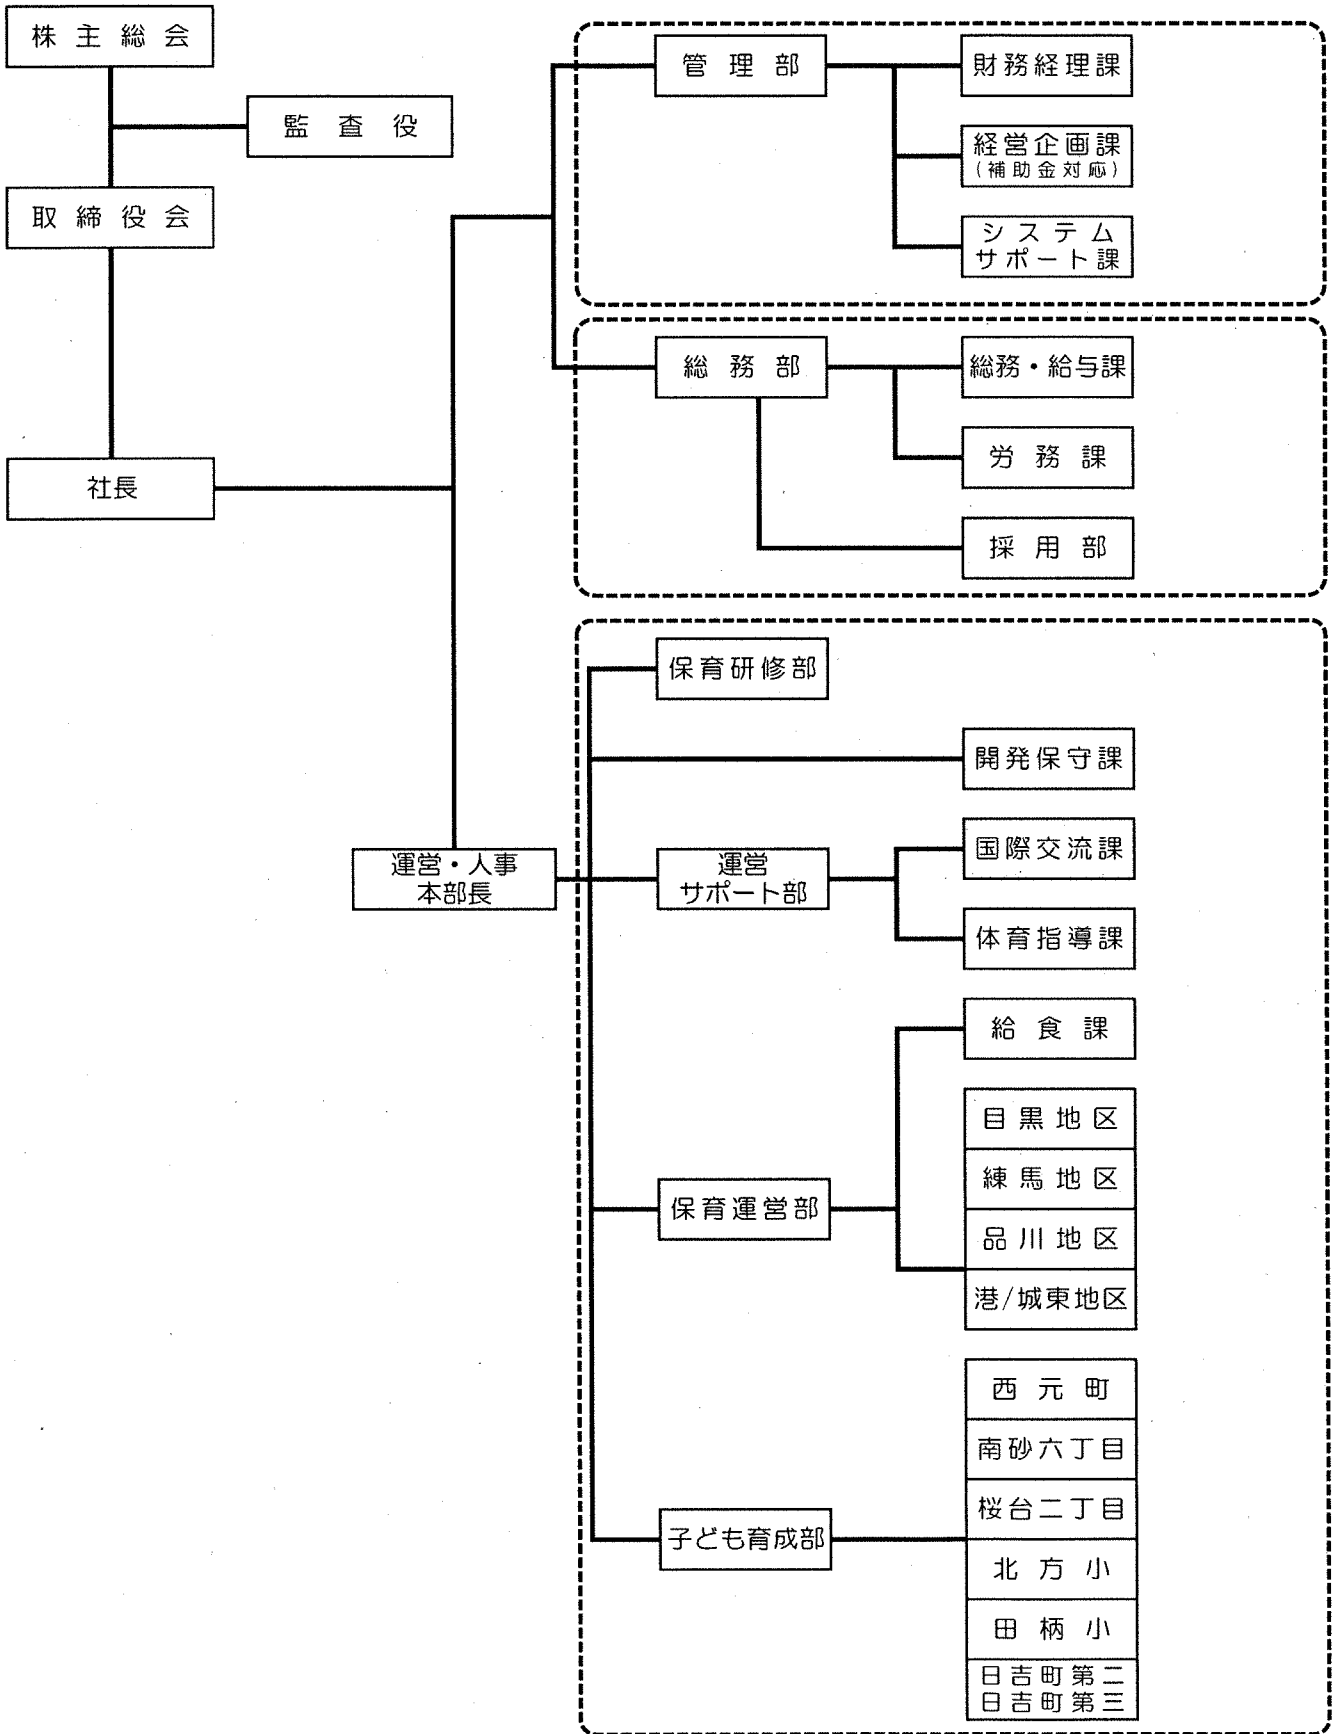 株主総会
監査役
取締役会
社長
管理部
財務経理課
経営企画課
(補助金対応)
システム
サポート課
総務部
総務・給与課
労務課
採用部
保育研修部
開発保守課
運営・人事
本部長
運営
サポート部
国際交流課
体育指導課
給食課
保育運営部
目黒地区
練馬地区
品川地区
港/城東地区
子ども育成部
西元町
南砂六丁目
桜台二丁目
北方小
田柄小
日吉町第二
日吉町第三